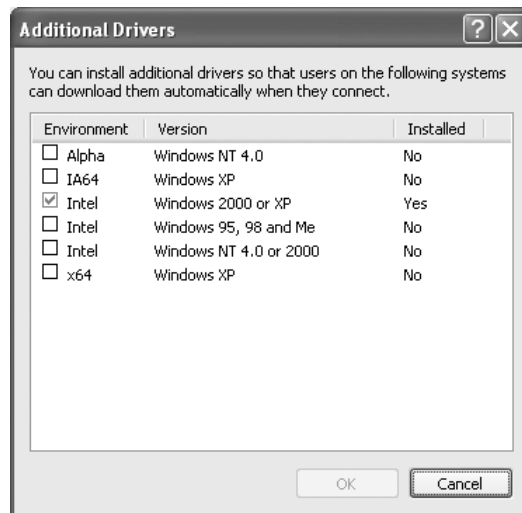 Additional Drivers
You can install additional drivers so that users on the following systems
can download them automatically when they connect.
Environment Version Installed
Alpha Windows NT 4.0 No
IA64 Windows XP No
Intel Windows 2000 or XP Yes
Intel Windows 95, 98 and Me No
Intel Windows NT 4.0 or 2000 No
x64 Windows XP No
OK Cancel